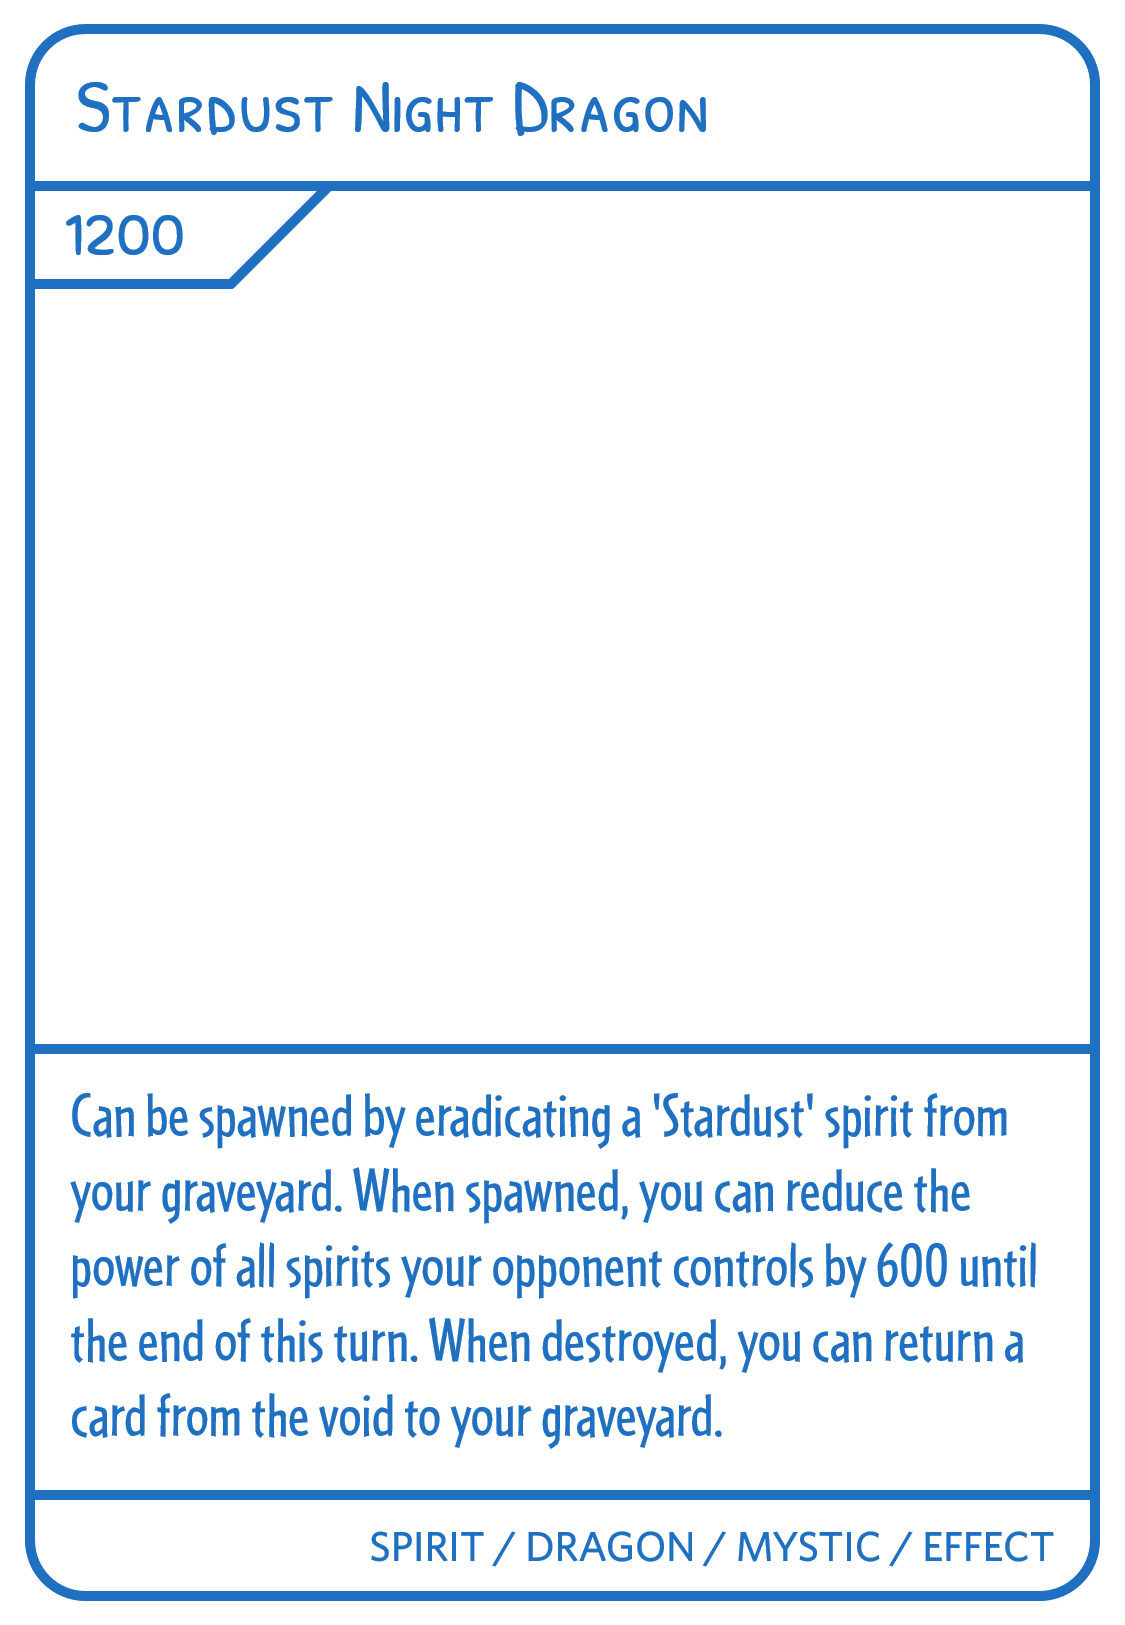 Stardust Night Dragon
1200
Can be spawned by eradicating a 'Stardust' spirit from
your graveyard. When spawned, you can reduce the
power of all spirits your opponent controls by 600 until
the end of this turn. When destroyed, you can return a
card from the void to your graveyard.
SPIRIT / DRAGON / MYSTIC / EFFECT